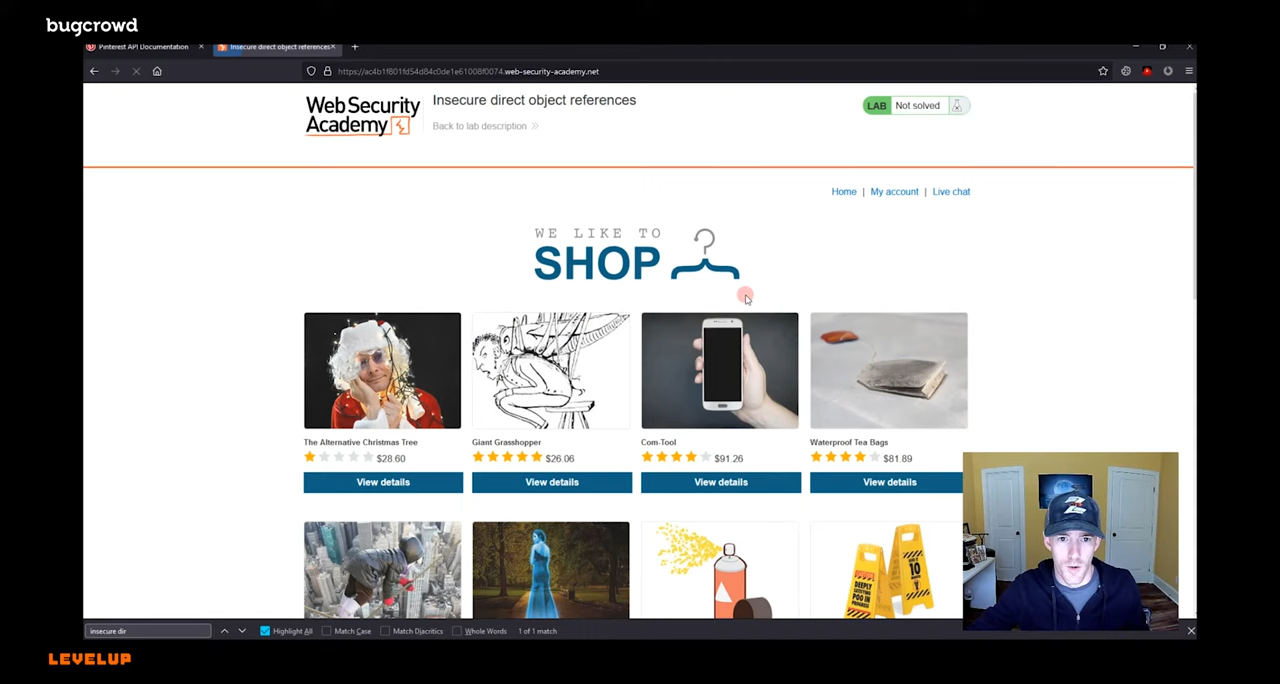 bugcrowd
Pinterest API Documentation
Insecure direct object references
https://ac4b1f801fd54d84c0de1e61008f0074.web-security-academy.net
Web Security
Academy
Insecure direct object references
Back to lab description
LAB Not solved
Home | My account | Live chat
WE LIKE TO
SHOP
The Alternative Christmas Tree
Giant Grasshopper
Com-Tool
Waterproof Tea Bags
$28.60
$26.06
$91.26
$81.89
View details
View details
View details
View details
insecure dir
Highlight All
Match Case
Match Diacritics
Whole Words
1 of 1 match
LEVELUP